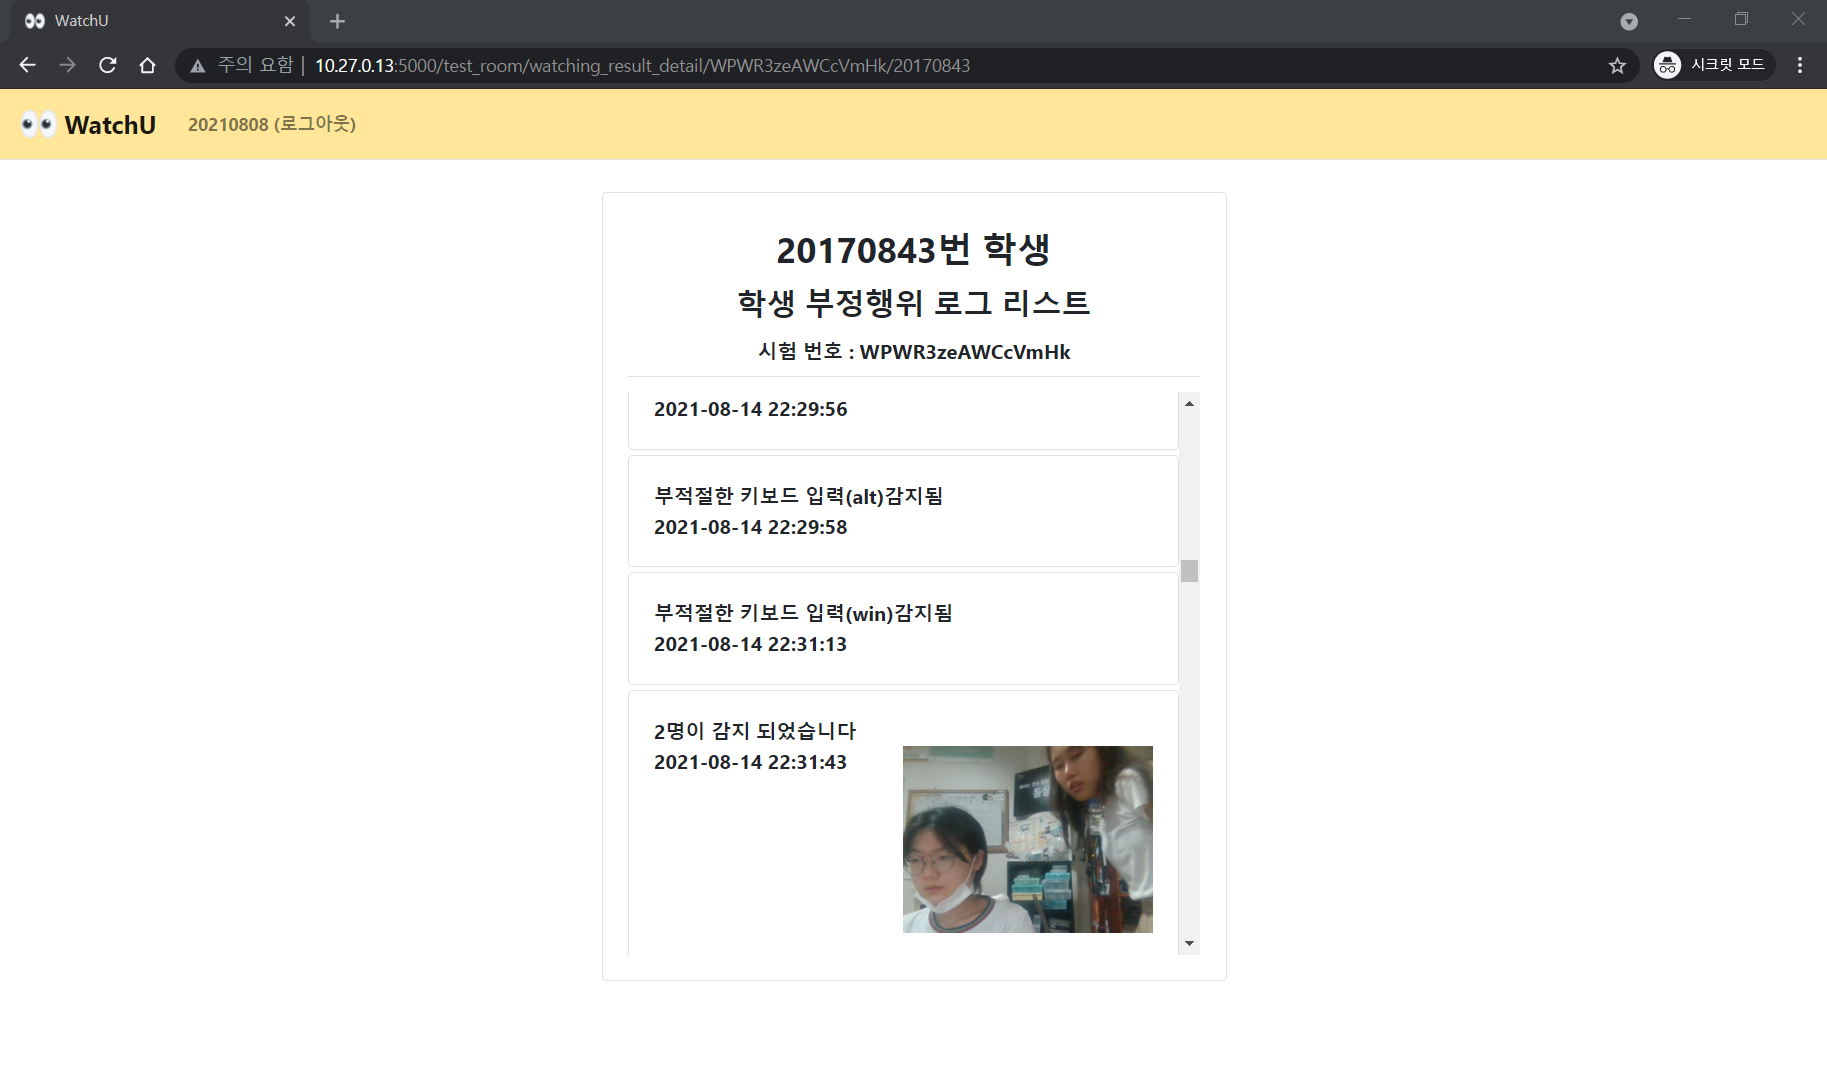 WatchU
주의 요함 | 10.27.0.13:5000/test_room/watching_result_detail/WPWR3zeAWCcVmHk/20170843
시크릿 모드
WatchU 20210808 (로그아웃)
20170843번 학생
학생 부정행위 로그 리스트
시험 번호 : WPWR3zeAWCcVmHk
2021-08-14 22:29:56
부적절한 키보드 입력(alt)감지됨
2021-08-14 22:29:58
부적절한 키보드 입력(win)감지됨
2021-08-14 22:31:13
2명이 감지 되었습니다
2021-08-14 22:31:43